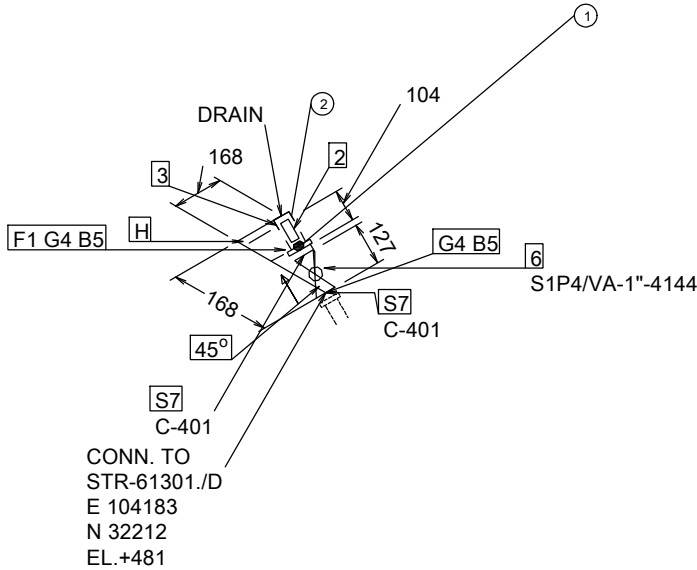 1
104
2
DRAIN
2
168
3
H
F1 G4 B5
127
G4 B5
6
S1P4/VA-1"-4144
168
S7
C-401
45°
S7
C-401
CONN. TO
STR-61301./D
E 104183
N 32212
EL.+481